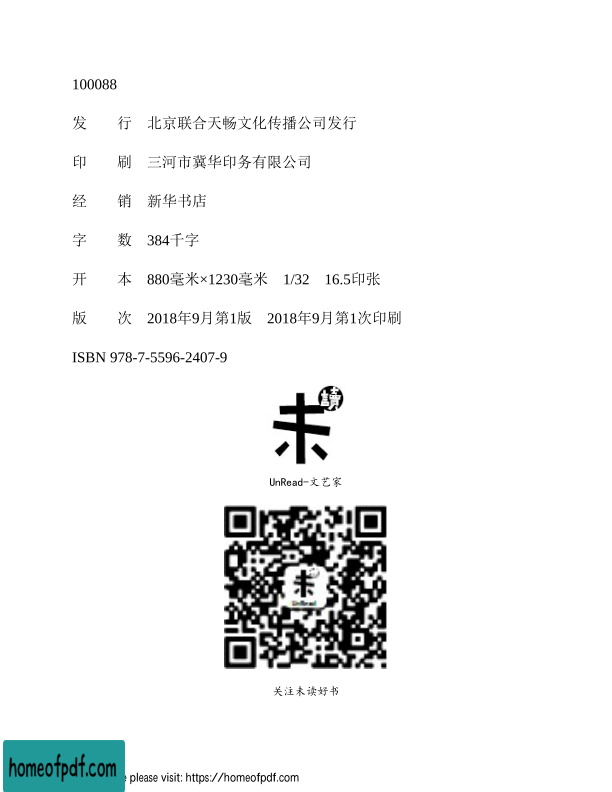 100088
发　　行　北京联合天畅文化传播公司发行
印　　刷　三河市冀华印务有限公司
经　　销　新华书店
字　　数　384千字
开　　本　880毫米×1230毫米　1/32　16.5印张
版　　次　2018年9月第1版　2018年9月第1次印刷
ISBN 978-7-5596-2407-9
未
讀
UnRead-文艺家
未
UnRead
关注未读好书
homeofpdf.com
please visit: https://homeofpdf.com